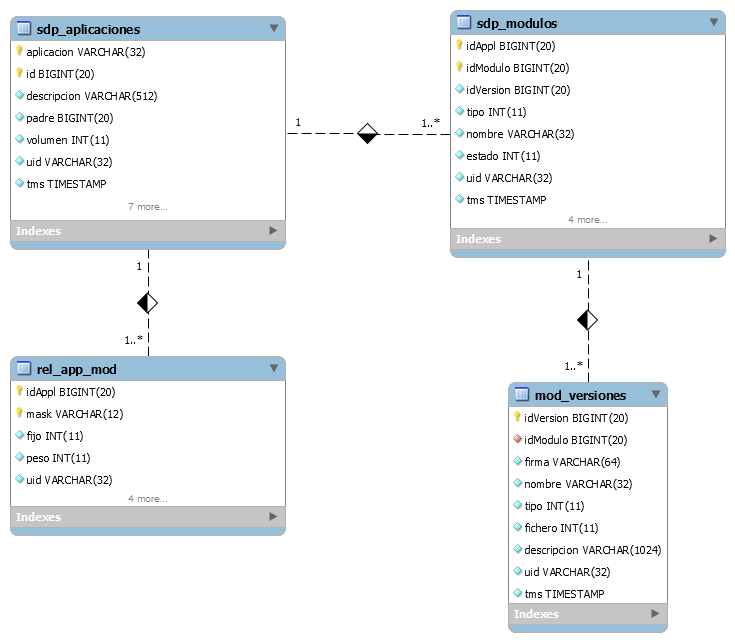 sdp_aplicaciones
aplicacion VARCHAR(32)
id BIGINT(20)
descripcion VARCHAR(512)
padre BIGINT(20)
volumen INT(11)
uid VARCHAR(32)
tms TIMESTAMP
7 more...
Indexes
1
1..*
sdp_modulos
idAppl BIGINT(20)
idModulo BIGINT(20)
idVersion BIGINT(20)
tipo INT(11)
nombre VARCHAR(32)
estado INT(11)
uid VARCHAR(32)
tms TIMESTAMP
4 more...
Indexes
1
1..*
rel_app_mod
idAppl BIGINT(20)
mask VARCHAR(12)
fijo INT(11)
peso INT(11)
uid VARCHAR(32)
4 more...
Indexes
1
1..*
mod_versiones
idVersion BIGINT(20)
idModulo BIGINT(20)
firma VARCHAR(64)
nombre VARCHAR(32)
tipo INT(11)
fichero INT(11)
descripcion VARCHAR(1024)
uid VARCHAR(32)
tms TIMESTAMP
Indexes